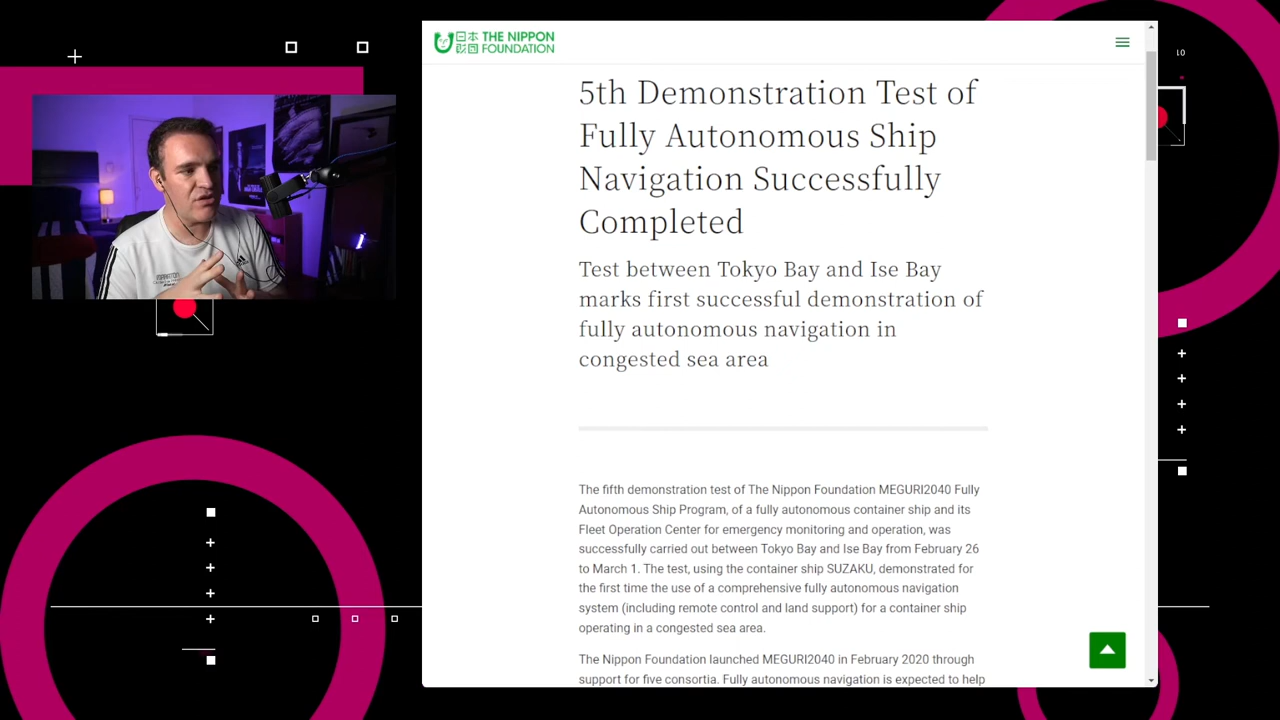 日本 THE NIPPON
財団 FOUNDATION
5th Demonstration Test of
Fully Autonomous Ship
Navigation Successfully
Completed
Test between Tokyo Bay and Ise Bay
marks first successful demonstration of
fully autonomous navigation in
congested sea area
The fifth demonstration test of The Nippon Foundation MEGURI2040 Fully
Autonomous Ship Program, of a fully autonomous container ship and its
Fleet Operation Center for emergency monitoring and operation, was
successfully carried out between Tokyo Bay and Ise Bay from February 26
to March 1. The test, using the container ship SUZAKU, demonstrated for
the first time the use of a comprehensive fully autonomous navigation
system (including remote control and land support) for a container ship
operating in a congested sea area.
The Nippon Foundation launched MEGURI2040 in February 2020 through
support for five consortia. Fully autonomous navigation is expected to help